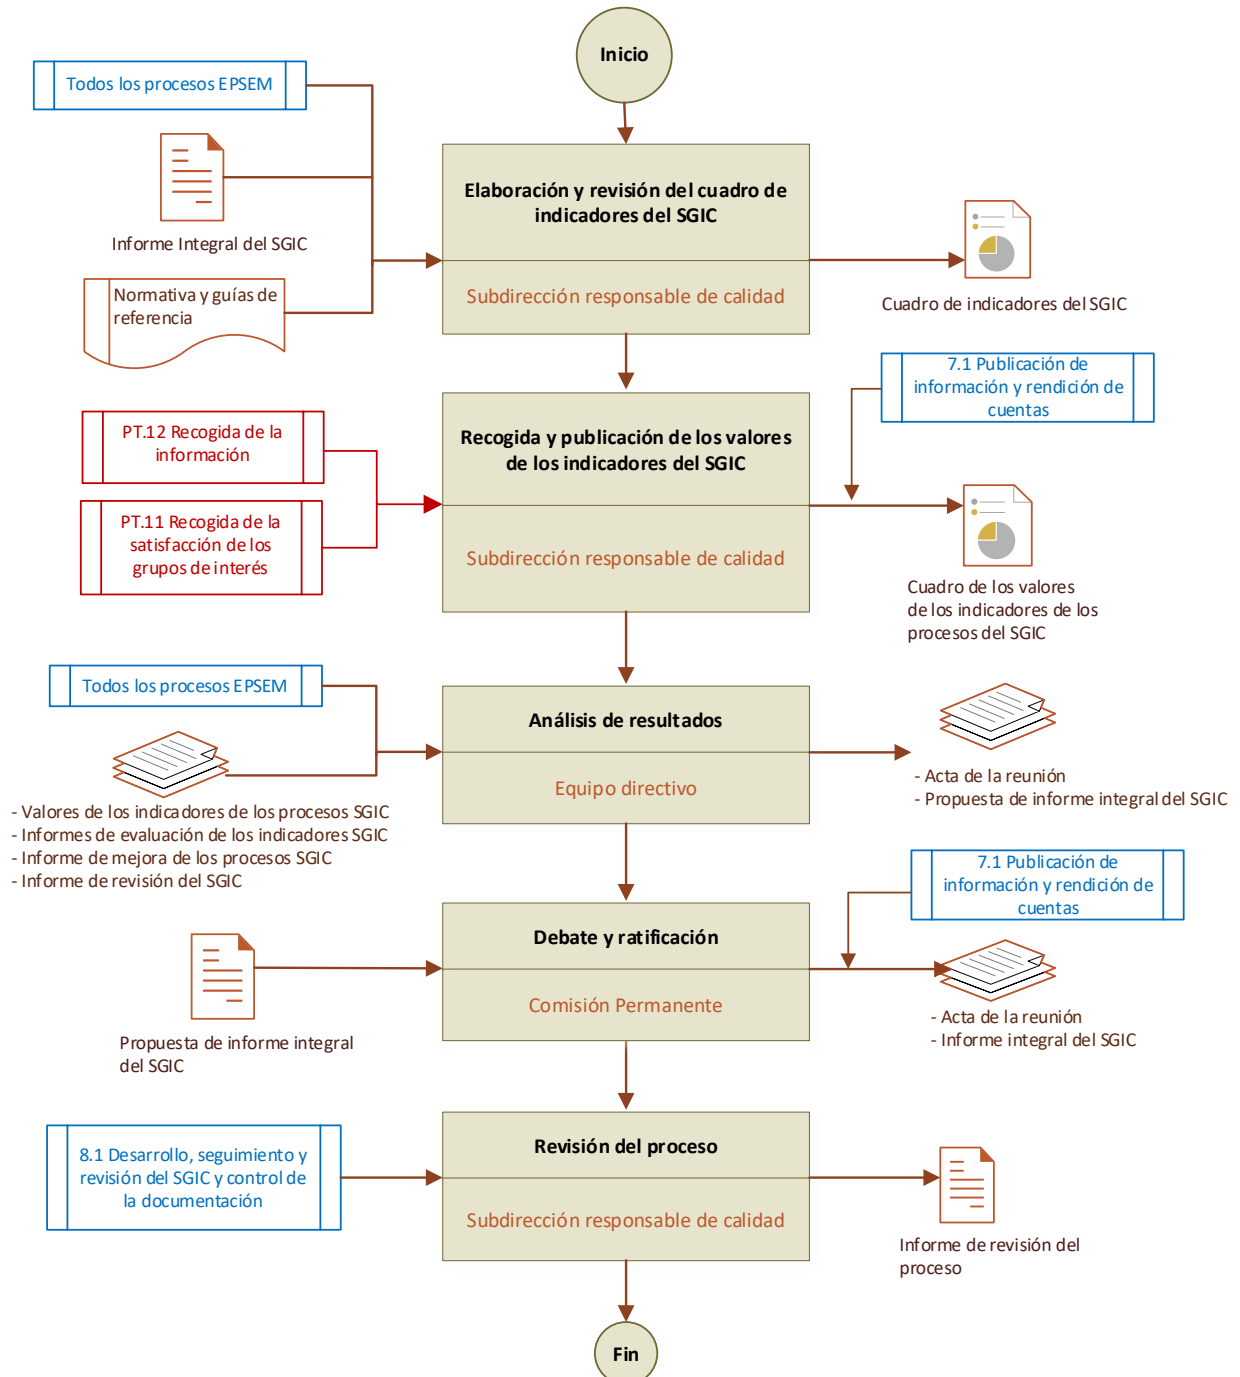 Inicio
Todos los procesos EPSEM
Informe Integral del SGIC
Normativa y guías de
referencia
Elaboración y revisión del cuadro de
indicadores del SGIC
Subdirección responsable de calidad
Cuadro de indicadores del SGIC
7.1 Publicación de
información y rendición de
cuentas
PT.12 Recogida de la
información
PT.11 Recogida de la
satisfacción de los
grupos de interés
Recogida y publicación de los valores
de los indicadores del SGIC
Subdirección responsable de calidad
Cuadro de los valores
de los indicadores de los
procesos del SGIC
Todos los procesos EPSEM
- Valores de los indicadores de los procesos SGIC
- Informes de evaluación de los indicadores SGIC
- Informe de mejora de los procesos SGIC
- Informe de revisión del SGIC
Análisis de resultados
Equipo directivo
- Acta de la reunión
- Propuesta de informe integral del SGIC
7.1 Publicación de
información y rendición de
cuentas
Propuesta de informe integral
del SGIC
Debate y ratificación
Comisión Permanente
- Acta de la reunión
- Informe integral del SGIC
8.1 Desarrollo, seguimiento y
revisión del SGIC y control de
la documentación
Revisión del proceso
Subdirección responsable de calidad
Informe de revisión del
proceso
Fin